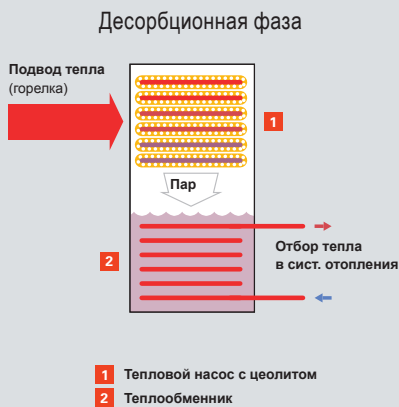 Десорбционная фаза
Подвод тепла
(горелка)
1
Пар
2
Отбор тепла
в сист. отопления
1 Тепловой насос с цеолитом
2 Теплообменник